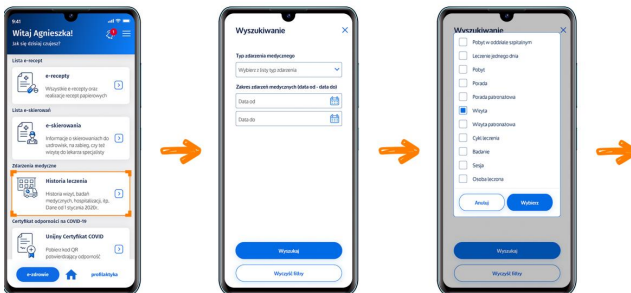 9:41
Witaj Agnieszka!
Jak się dzisiaj czujesz?
Lista e-recept
e-recepty
Wszystkie e-recepty oraz
realizacje recept papierowych
Lista e-skierowań
e-skierowania
Informacje o skierowaniach do
uzdrowisk, na zabieg, czy też
wizytę do lekarza specjalisty
Zdarzenia medyczne
Historia leczenia
Historia wizyt, badań
medycznych, hospitalizacji, itp.
Dane od 1 stycznia 2020r.
Certyfikat odporności na COVID-19
Unijny Certyfikat COVID
Pobierz kod QR
potwierdzający odporność
e-zdrowie
profilaktyka
Wyszukiwanie
Typ zdarzenia medycznego
Wybierz z listy typ zdarzenia
Zakres zdarzeń medycznych (data od - data do)
Data od
Data do
Wyszukaj
Wyczyść filtry
Wyszukiwanie
Pobyt w oddziale szpitalnym
Leczenie jednego dnia
Pobyt
Porada
Porada patronażowa
Wizyta
Wizyta patronażowa
Cykl leczenia
Badanie
Sesja
Osoba leczona
Anuluj
Wybierz
Wyszukaj
Wyczyść filtry